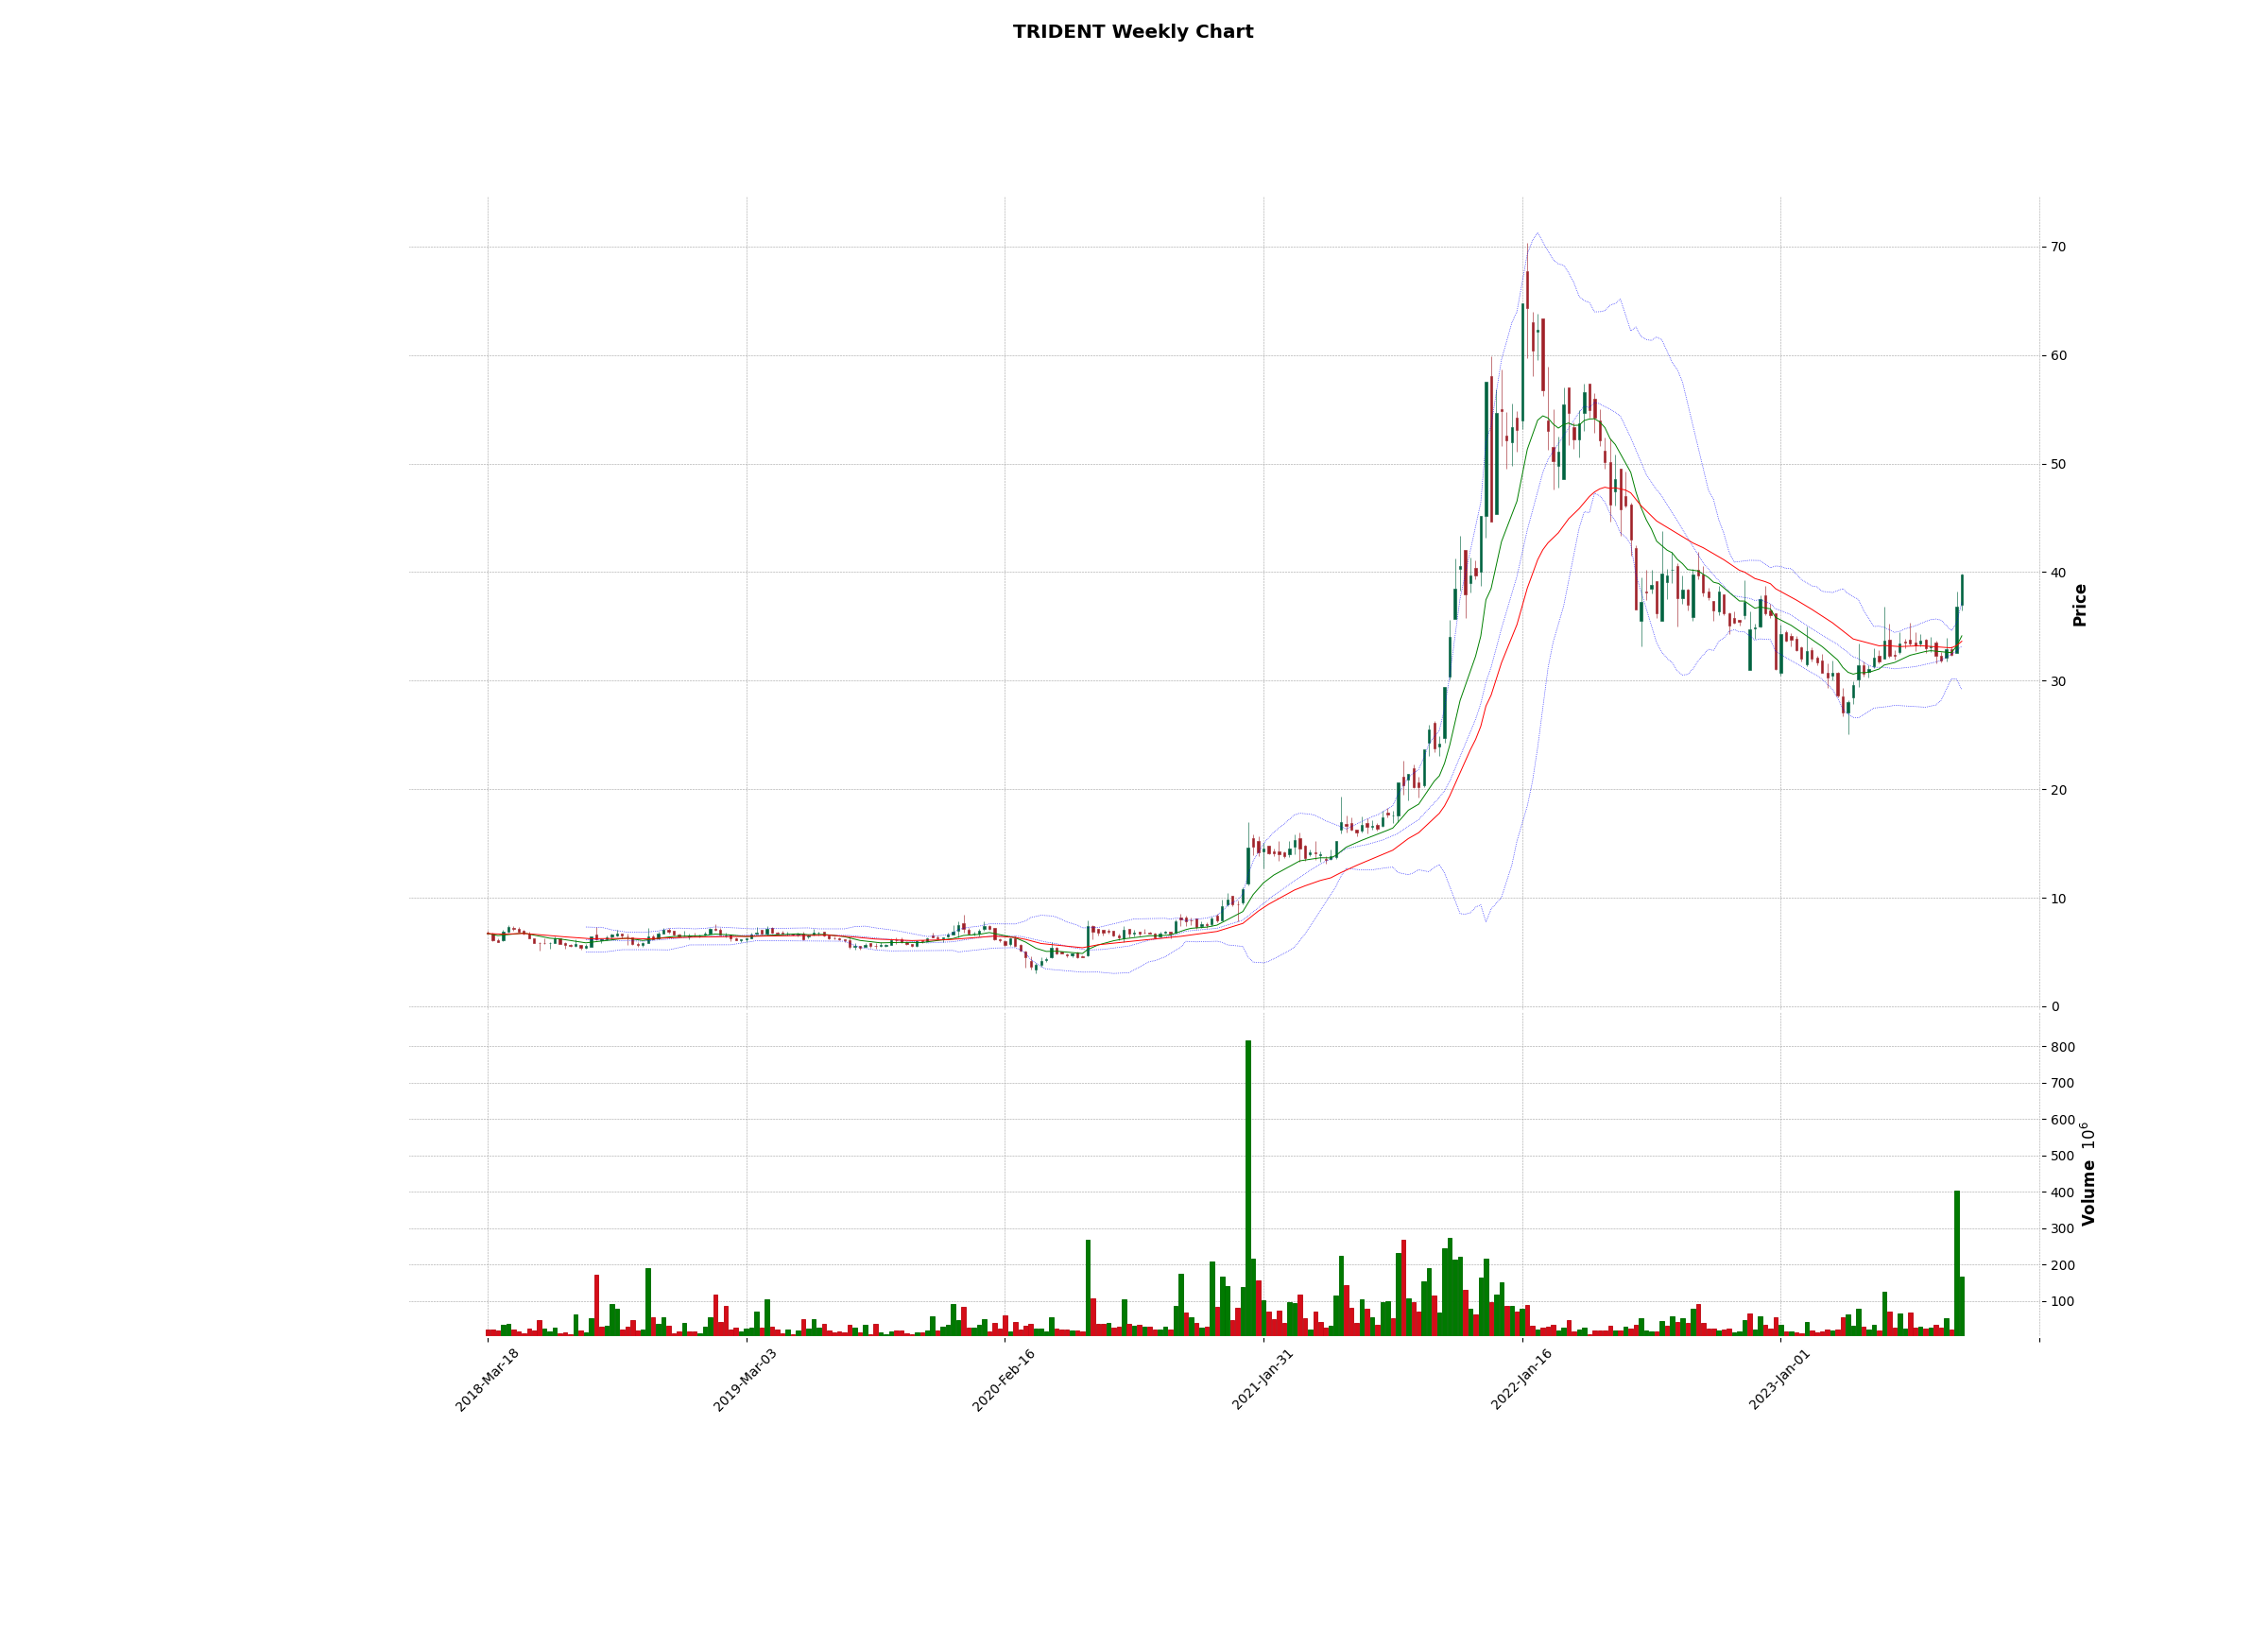 TRIDENT Weekly Chart
70
60
50
40
30
20
10
0
Price
800
700
600
500
400
300
200
100
Volume 10^6
2018-Mar-18
2019-Mar-03
2020-Feb-16
2021-Jan-31
2022-Jan-16
2023-Jan-01